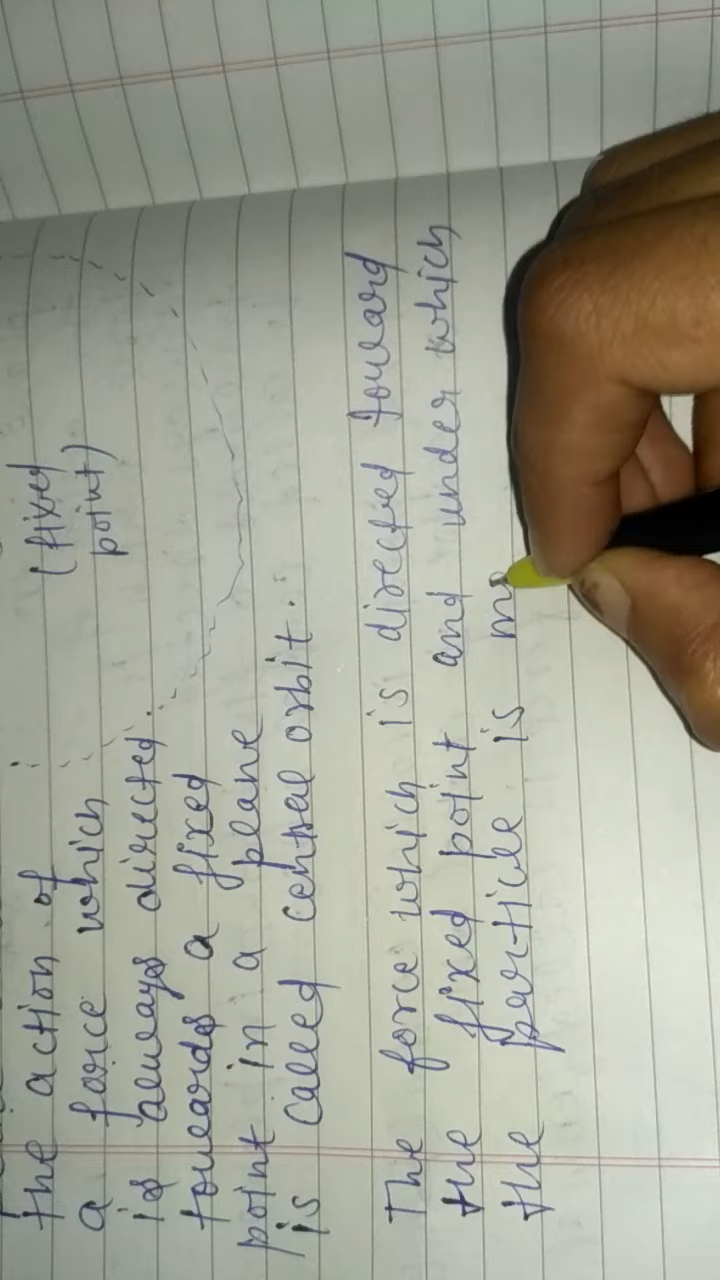 (fixed
point)
the action of
a force which
is always directed
towards a fixed
point in a plane
is called central orbit.
The force which is directed toward
the fixed point and under which
the particle is mo